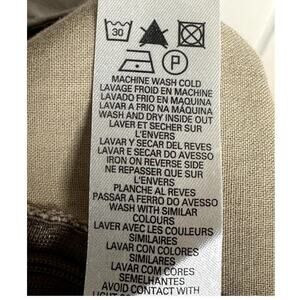 30
P
MACHINE WASH COLD
LAVAGE FROID EN MACHINE
LAVADO FRIO EN MAQUINA
LAVAR A FRIO NA MÁQUINA
WASH AND DRY INSIDE OUT
LAVER ET SECHER SUR
L'ENVERS
LAVAR Y SECAR DEL REVES
LAVAR E SECAR DO AVESSO
IRON ON REVERSE SIDE
NE REPASSER QUE SUR
L'ENVERS
PLANCHE AL REVES
PASSAR A FERRO DO AVESSO
WASH WITH SIMILAR
COLOURS
LAVER AVEC LES COULEURS
SIMILAIRES
LAVAR CON COLORES
SIMILARES
LAVAR COM CORES
SEMELHANTES
AVOID CONTACT WITH